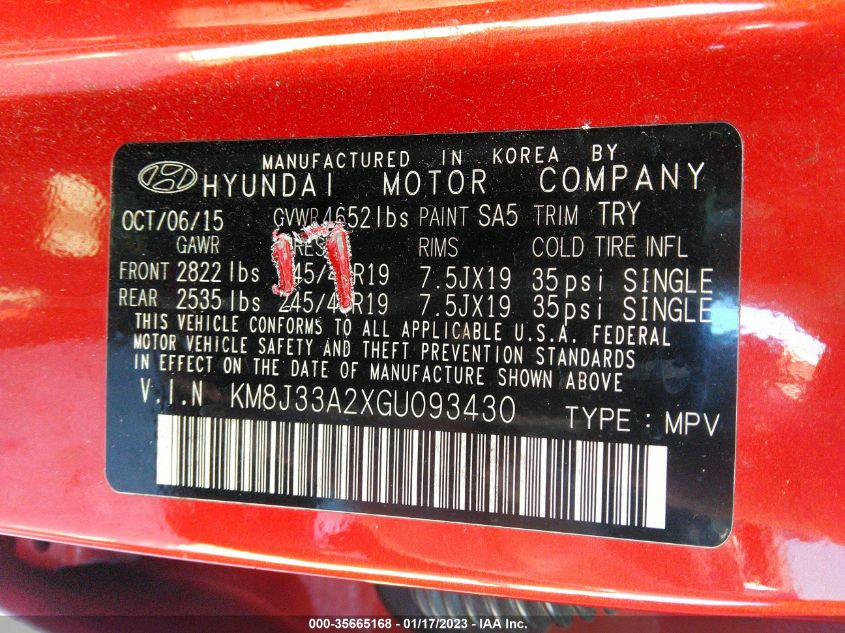 MANUFACTURED IN KOREA BY
HYUNDAI MOTOR COMPANY
OCT/06/15 GVWR 4652lbs PAINT SA5 TRIM TRY
GAWR RIMS COLD TIRE INFL
FRONT 2822lbs R19 7.5JX19 35psi SINGLE
REAR 2535lbs 245/ R19 7.5JX19 35psi SINGLE
THIS VEHICLE CONFORMS TO ALL APPLICABLE U.S.A. FEDERAL
MOTOR VEHICLE SAFETY AND THEFT PREVENTION STANDARDS
IN EFFECT ON THE DATE OF MANUFACTURE SHOWN ABOVE
V.I.N KM8J33A2XGU093430 TYPE : MPV
000-35665168 - 01/17/2023 - IAA Inc.